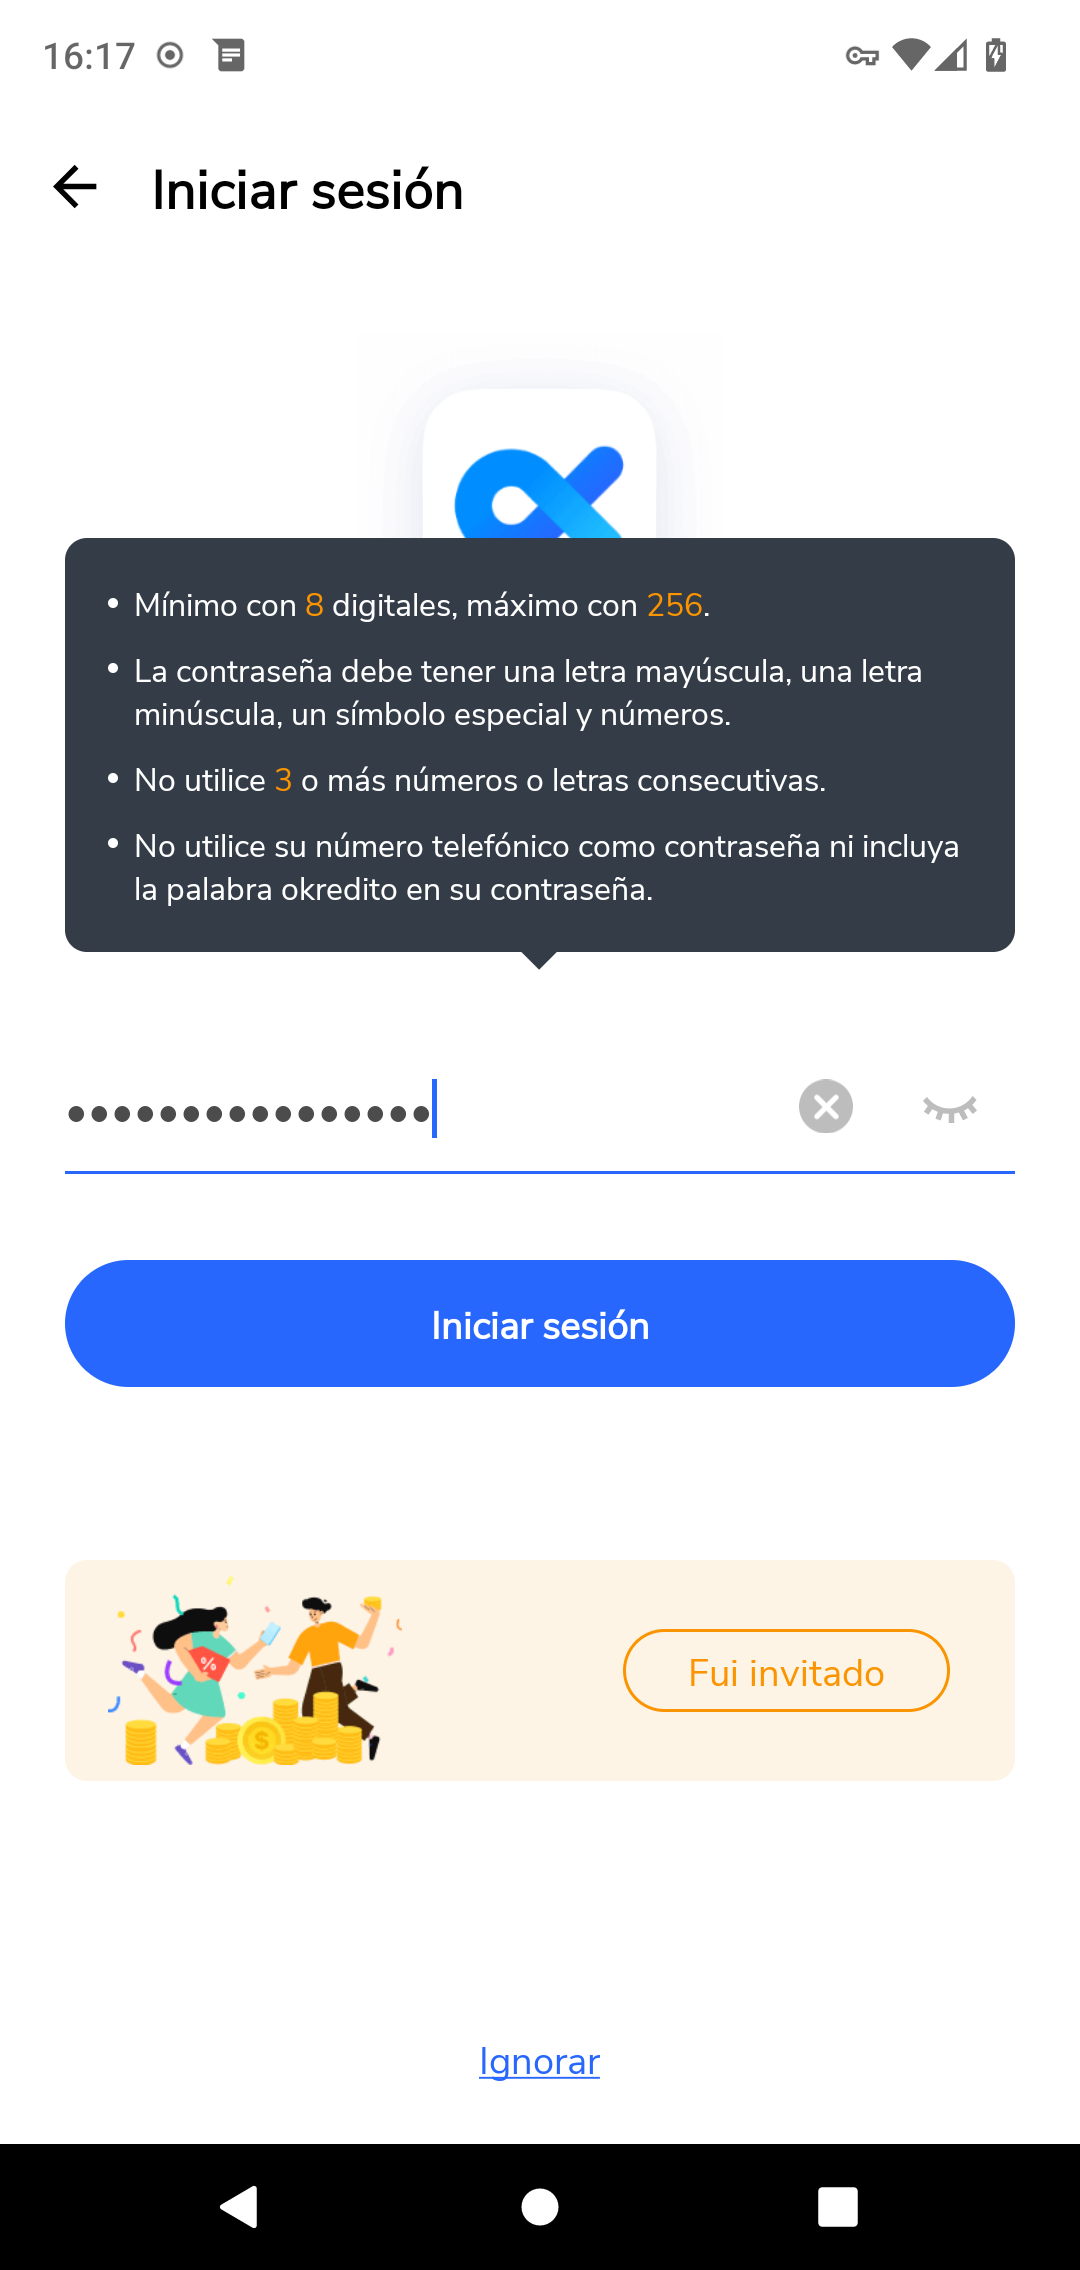 16:17
Iniciar sesión
• Mínimo con 8 digitales, máximo con 256.
• La contraseña debe tener una letra mayúscula, una letra
minúscula, un símbolo especial y números.
• No utilice 3 o más números o letras consecutivas.
• No utilice su número telefónico como contraseña ni incluya
la palabra okredito en su contraseña.
••••••••••••••••
Iniciar sesión
%
$
Fui invitado
Ignorar